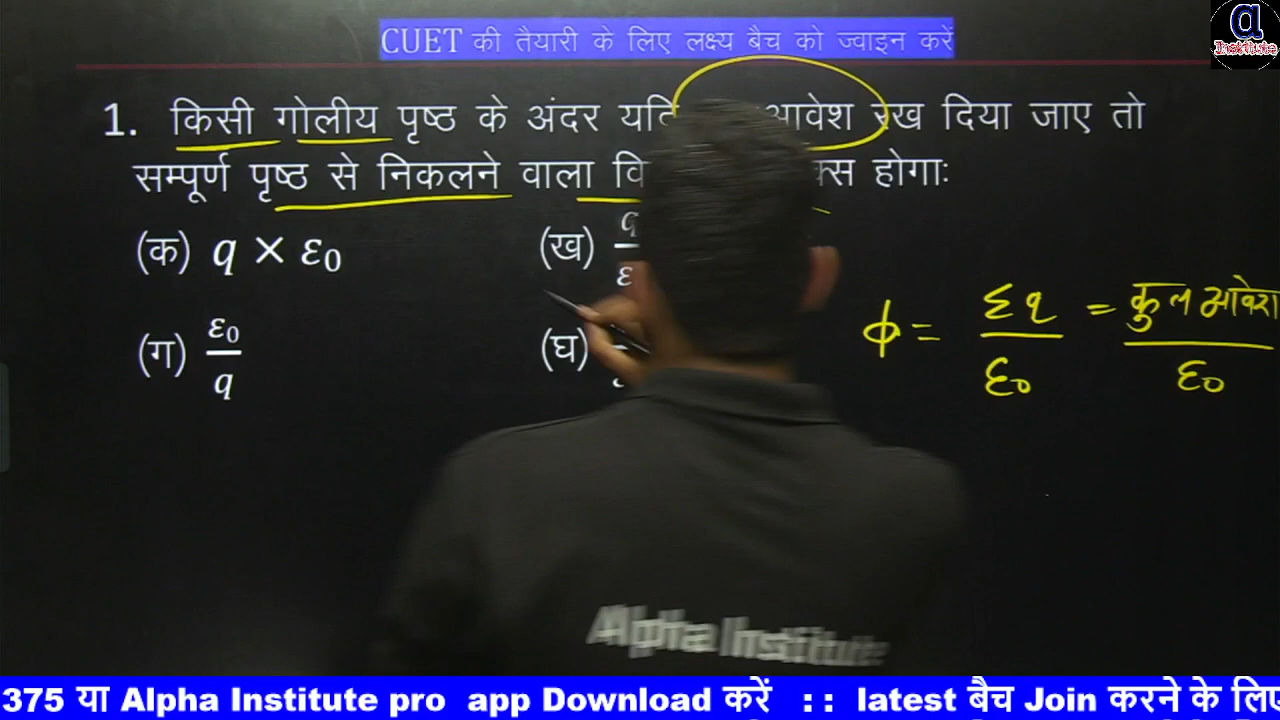 CUET की तैयारी के लिए लक्ष्य बैच को ज्वाइन करें
a
Institute
1. किसी गोलीय पृष्ठ के अंदर यदि आवेश रख दिया जाए तो
सम्पूर्ण पृष्ठ से निकलने वाला वि क्स होगाः
(क) q × ε₀
(ख) q
ε
(ग) ε₀/q
(घ)
ϕ = Σq/ε₀ = कुल आवेश/ε₀
Alpha Institute
375 या Alpha Institute pro app Download करें :: latest बैच Join करने के लिए